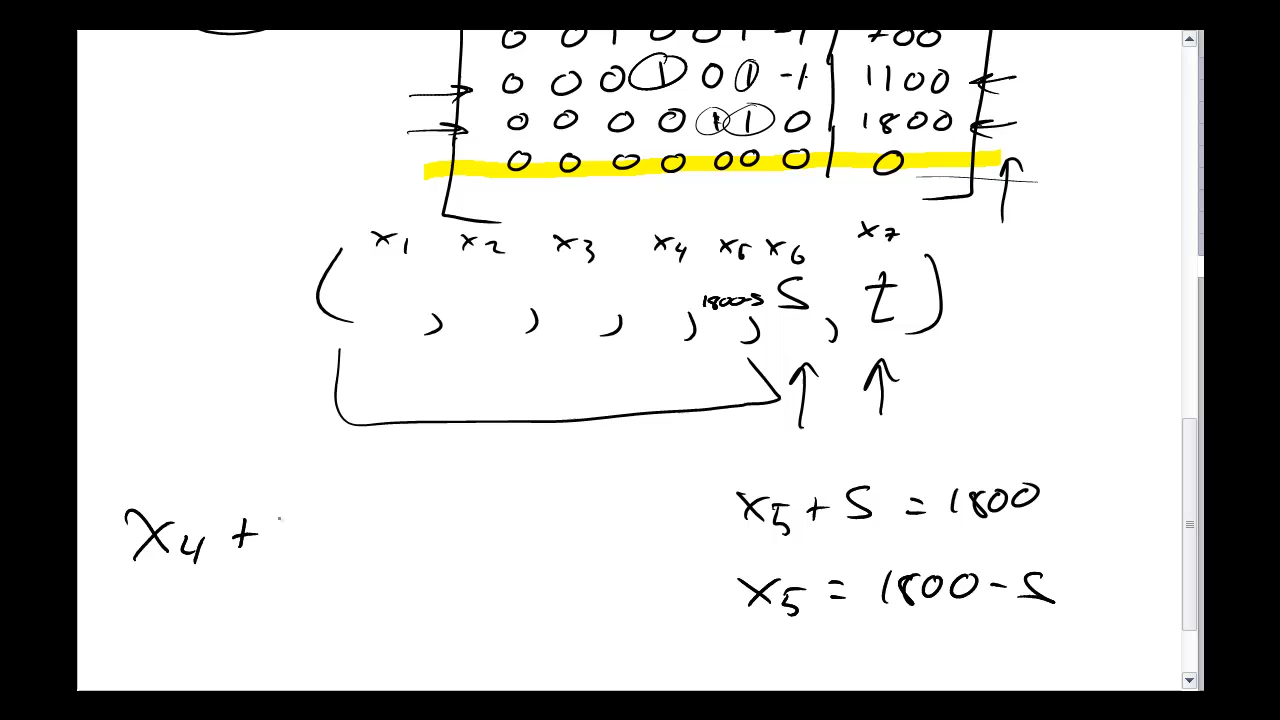 0 0 1 0 0 1 -1 | 700
0 0 0 1 0 1 -1 | 1100
0 0 0 0 1 1 0 | 1800
0 0 0 0 0 0 0 | 0
x1 x2 x3 x4 x5 x6 x7
( , , , , 1800-s, s, t )
x5 + s = 1800
x4 +
x5 = 1800 - s